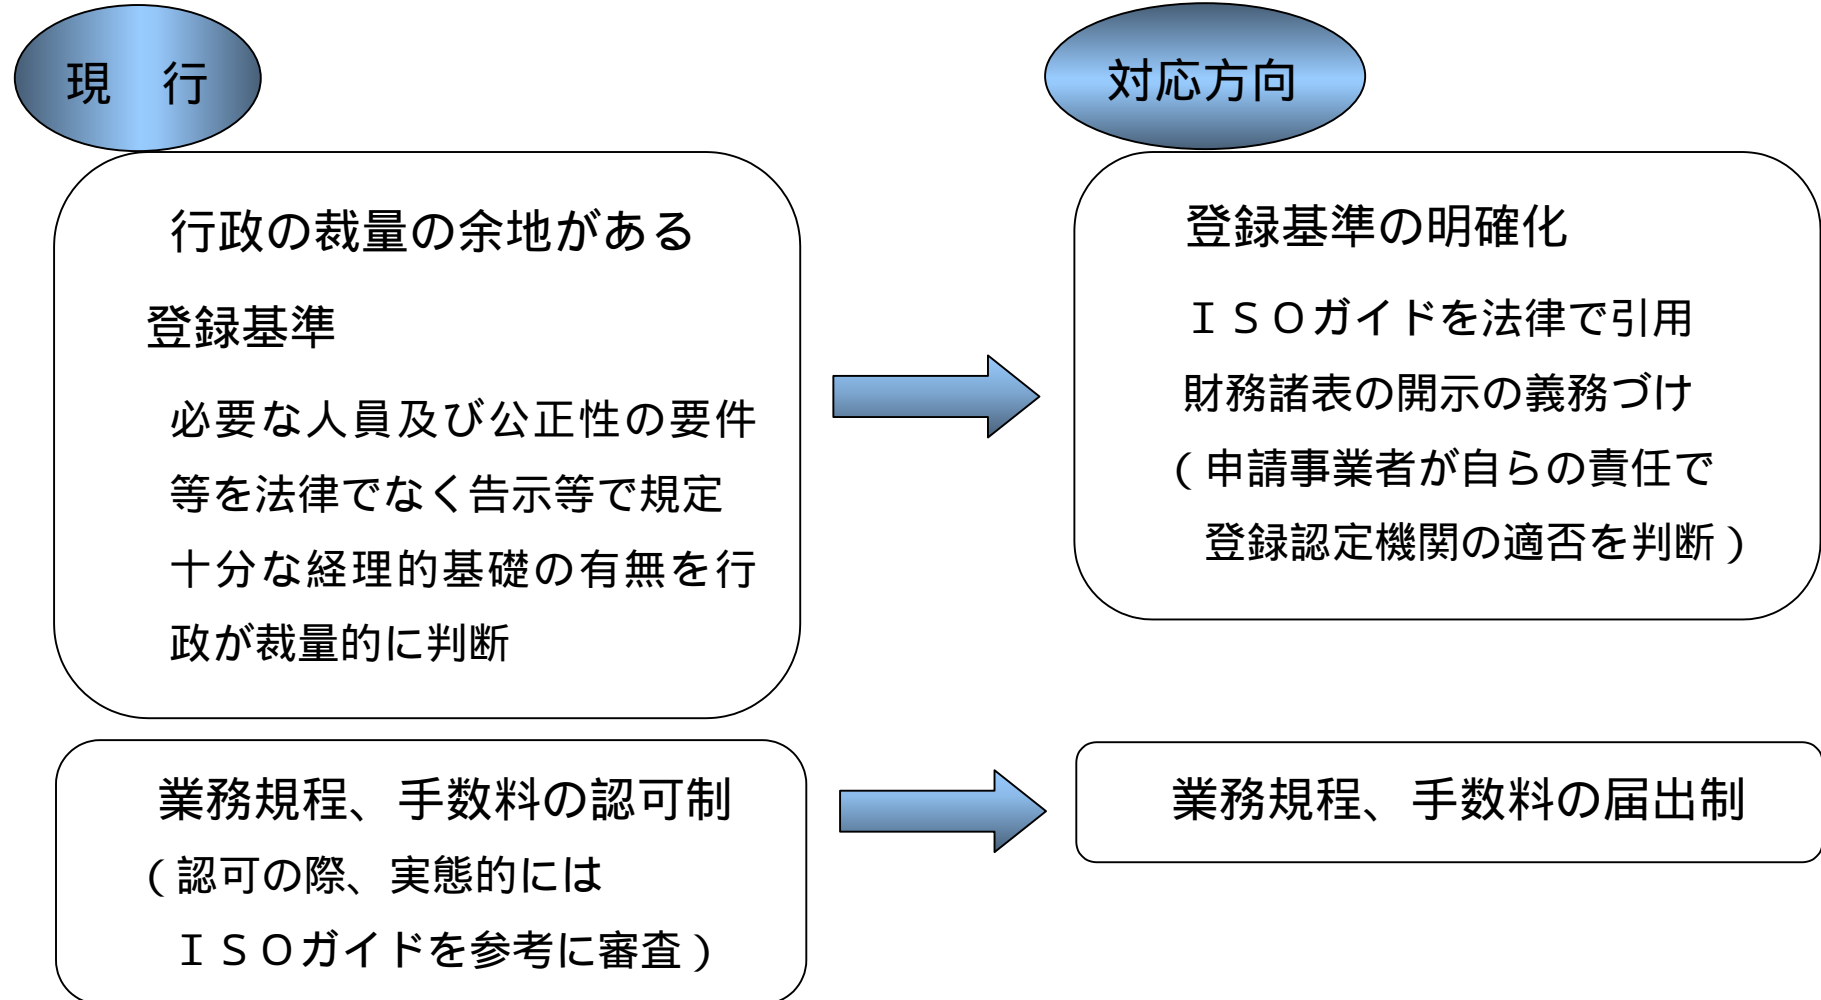 現　行
行政の裁量の余地がある
登録基準
必要な人員及び公正性の要件
等を法律でなく告示等で規定
十分な経理的基礎の有無を行
政が裁量的に判断
業務規程、手数料の認可制
（認可の際、実態的には
ＩＳＯガイドを参考に審査）
対応方向
登録基準の明確化
ＩＳＯガイドを法律で引用
財務諸表の開示の義務づけ
（申請事業者が自らの責任で
登録認定機関の適否を判断）
業務規程、手数料の届出制